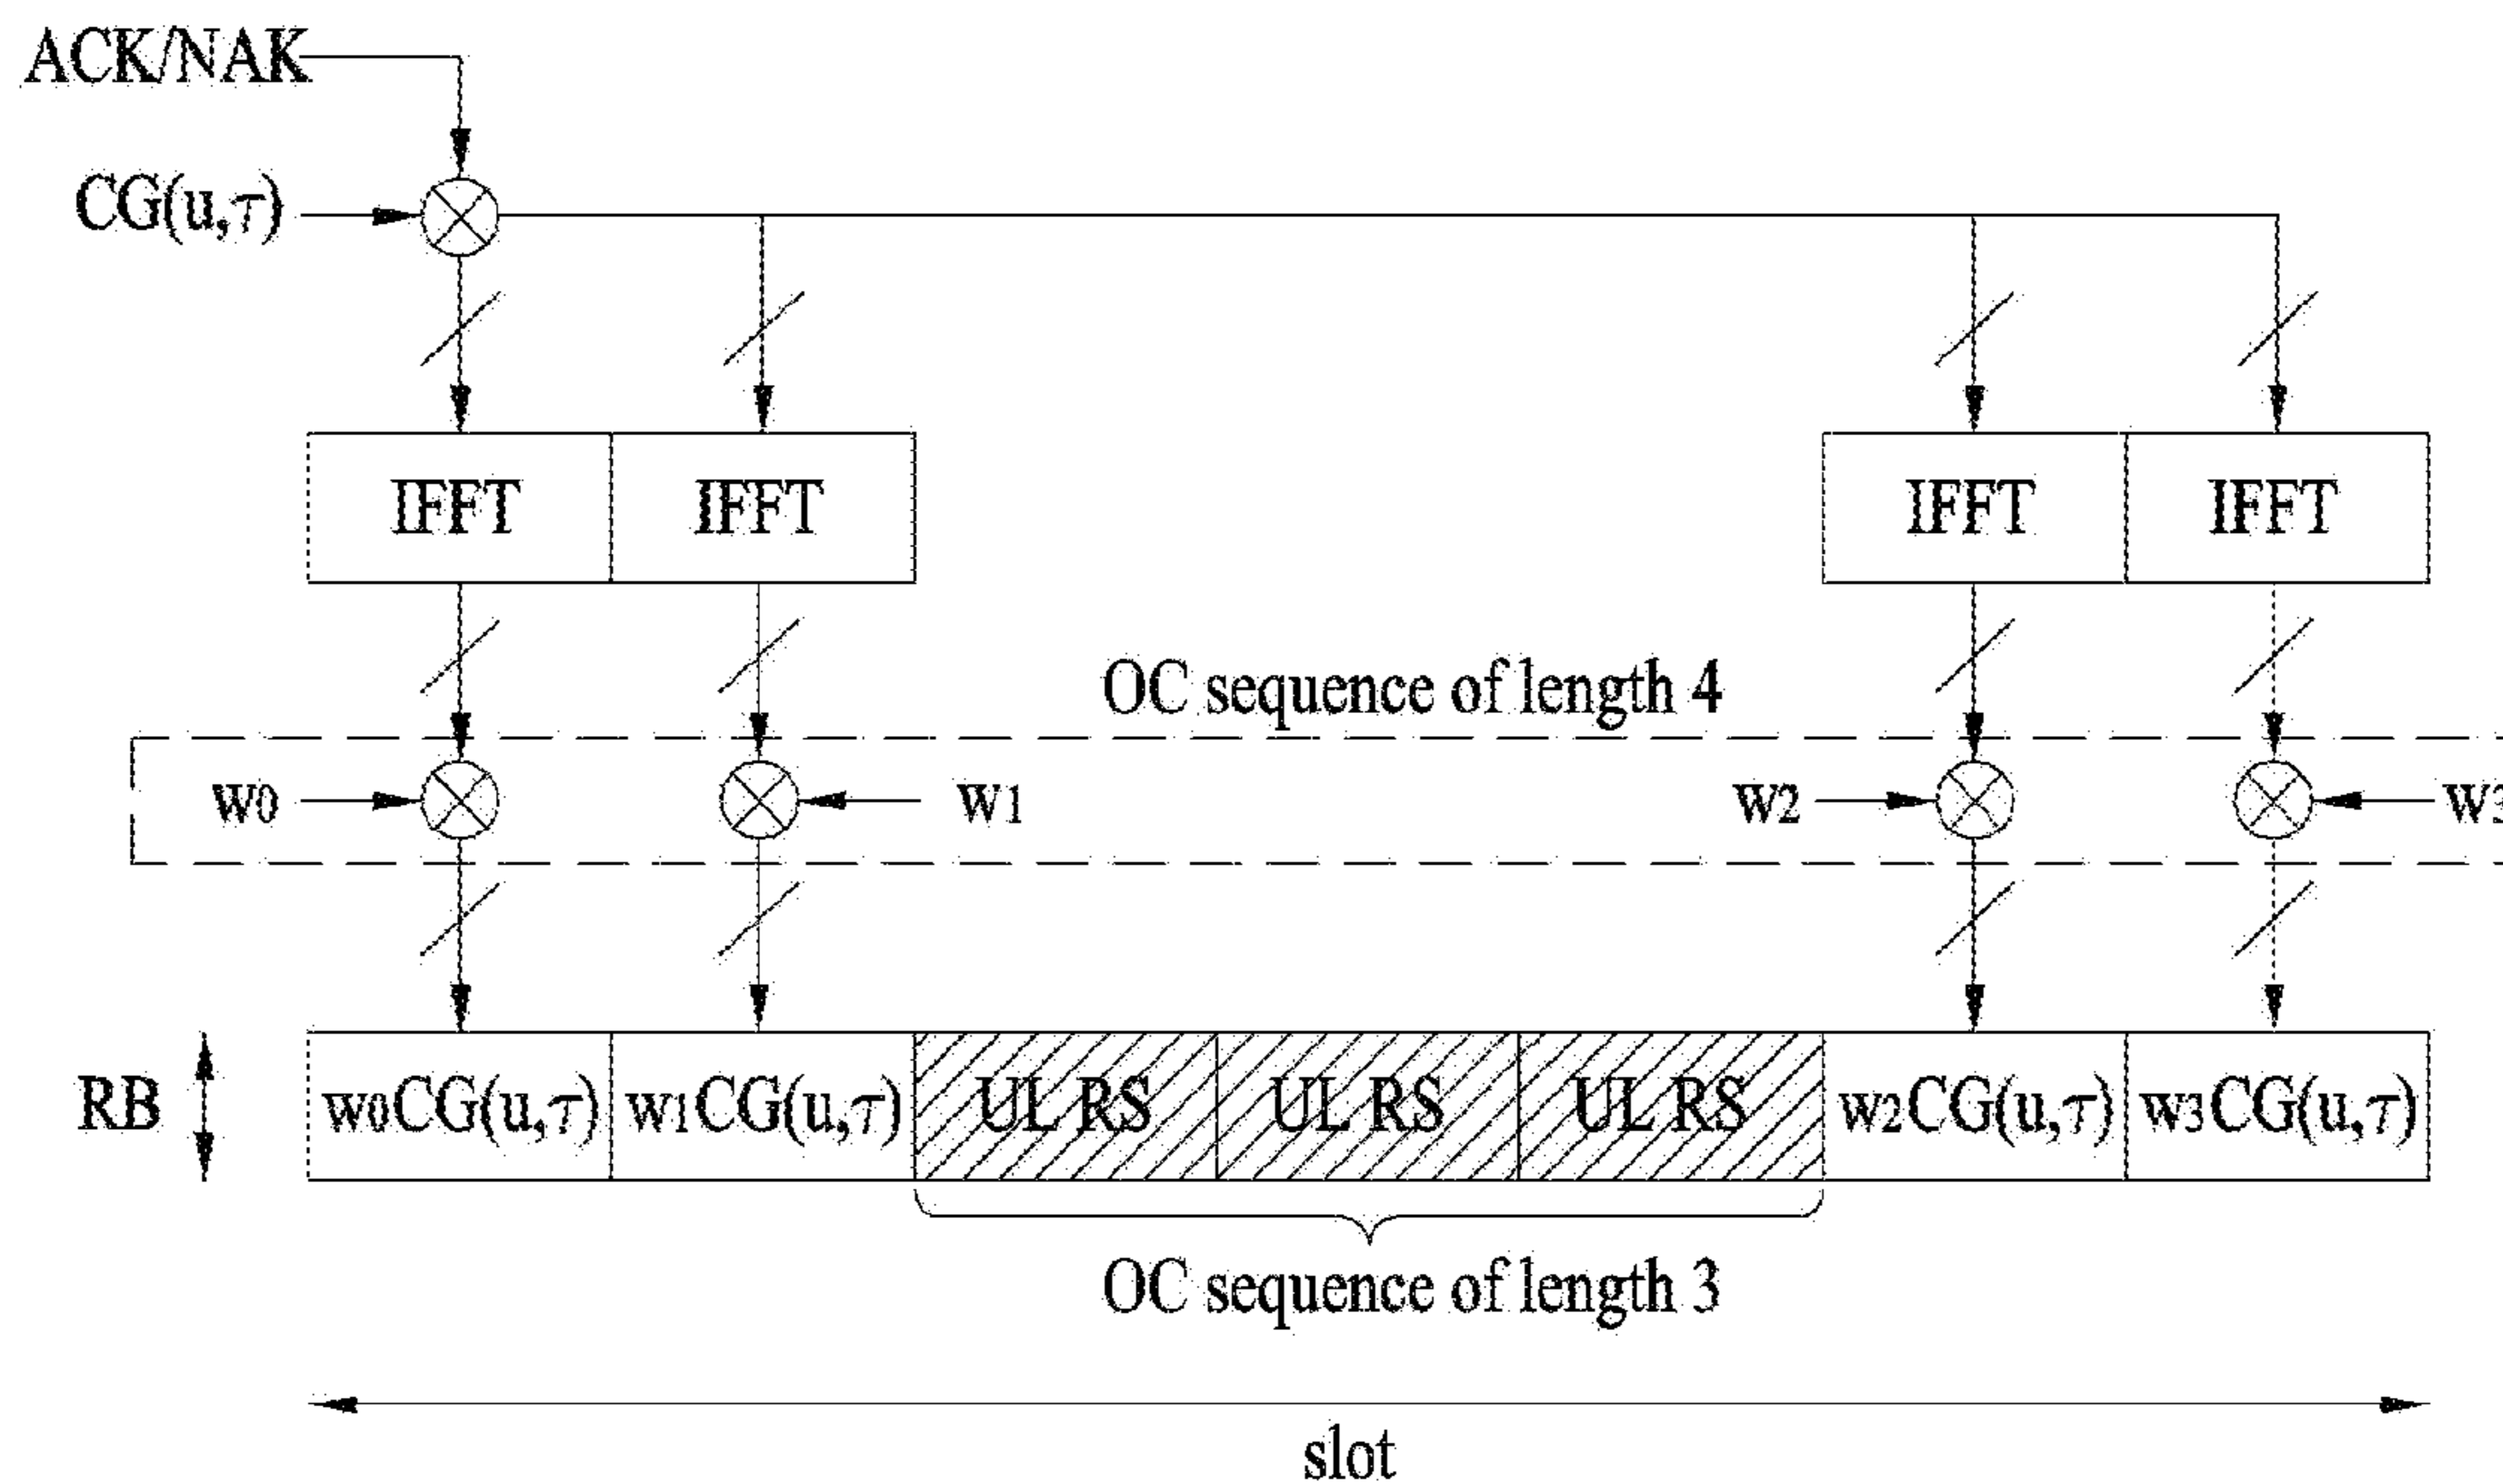 ACK/NAK
CG(u,τ)
IFFT IFFT IFFT IFFT
OC sequence of length 4
w0 w1 w2 w3
RB w0CG(u,τ) w1CG(u,τ) UL RS UL RS UL RS w2CG(u,τ) w3CG(u,τ)
OC sequence of length 3
slot